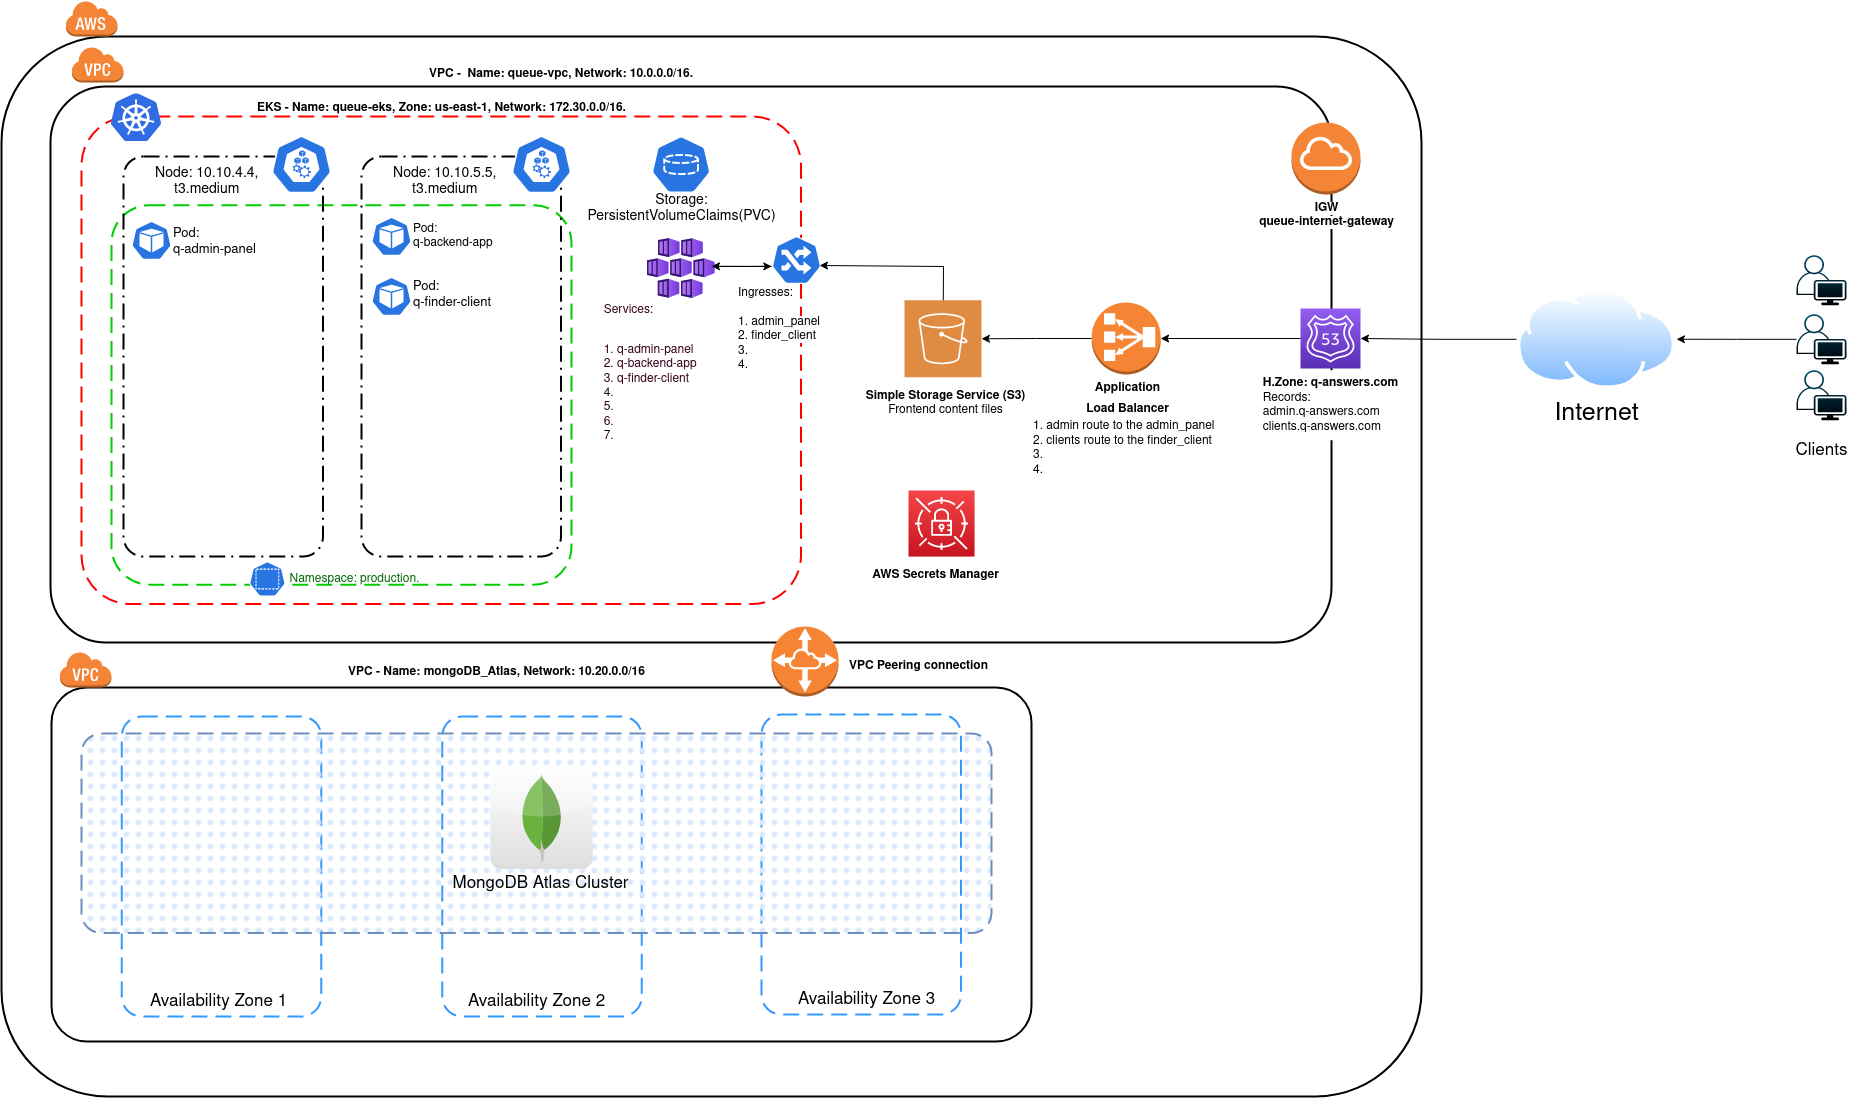 AWS
VPC
VPC -  Name: queue-vpc, Network: 10.0.0.0/16.
EKS - Name: queue-eks, Zone: us-east-1, Network: 172.30.0.0/16.
Node: 10.10.4.4,
t3.medium
Node: 10.10.5.5,
t3.medium
Storage:
PersistentVolumeClaims(PVC)
Pod:
q-admin-panel
Pod:
q-backend-app
Pod:
q-finder-client
Services:
1. q-admin-panel
2. q-backend-app
3. q-finder-client
4.
5.
6.
7.
Ingresses:
1. admin_panel
2. finder_client
3.
4.
Namespace: production.
Simple Storage Service (S3)
Frontend content files
AWS Secrets Manager
Application
Load Balancer
1. admin route to the admin_panel
2. clients route to the finder_client
3.
4.
IGW
queue-internet-gateway
53
H.Zone: q-answers.com
Records:
admin.q-answers.com
clients.q-answers.com
Internet
Clients
VPC
VPC - Name: mongoDB_Atlas, Network: 10.20.0.0/16
VPC Peering connection
MongoDB Atlas Cluster
Availability Zone 1
Availability Zone 2
Availability Zone 3